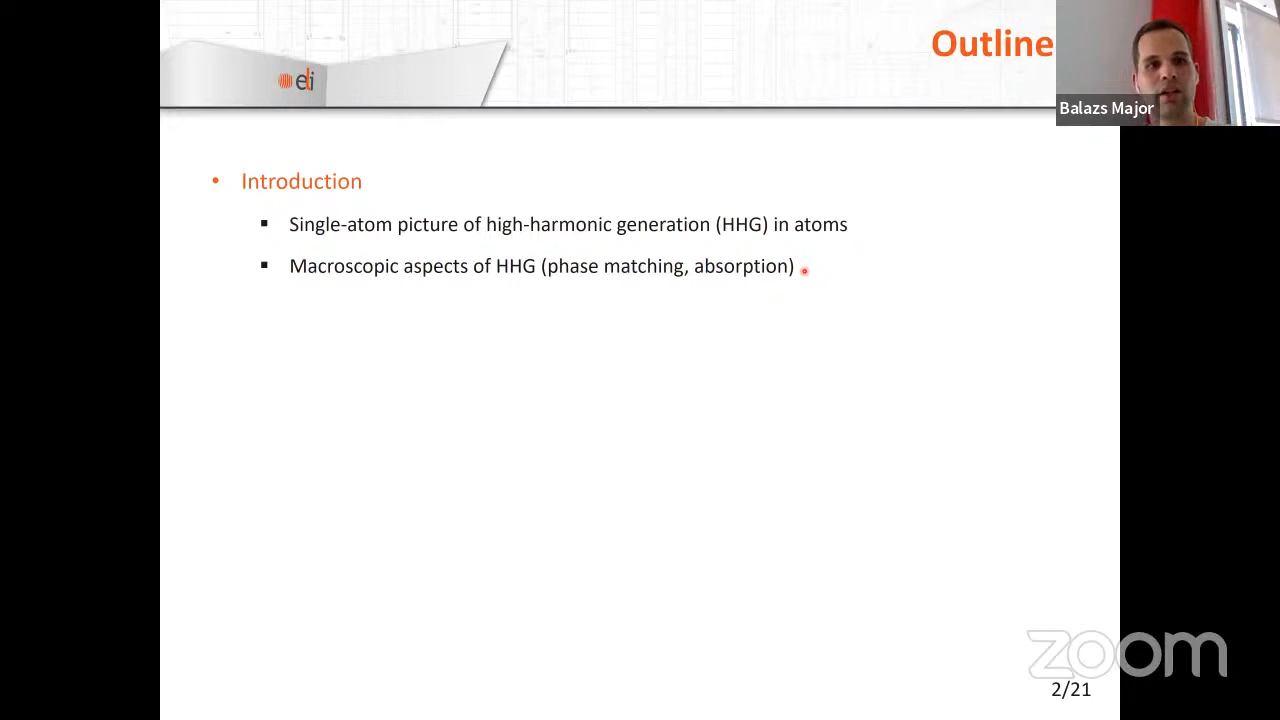 Outline
eli
Balazs Major
• Introduction
▪ Single-atom picture of high-harmonic generation (HHG) in atoms
▪ Macroscopic aspects of HHG (phase matching, absorption)
zoom
2/21